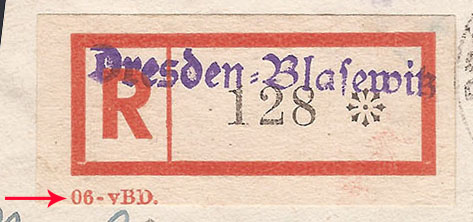 Dresden=Blasewitz
R 128
06-vBD.